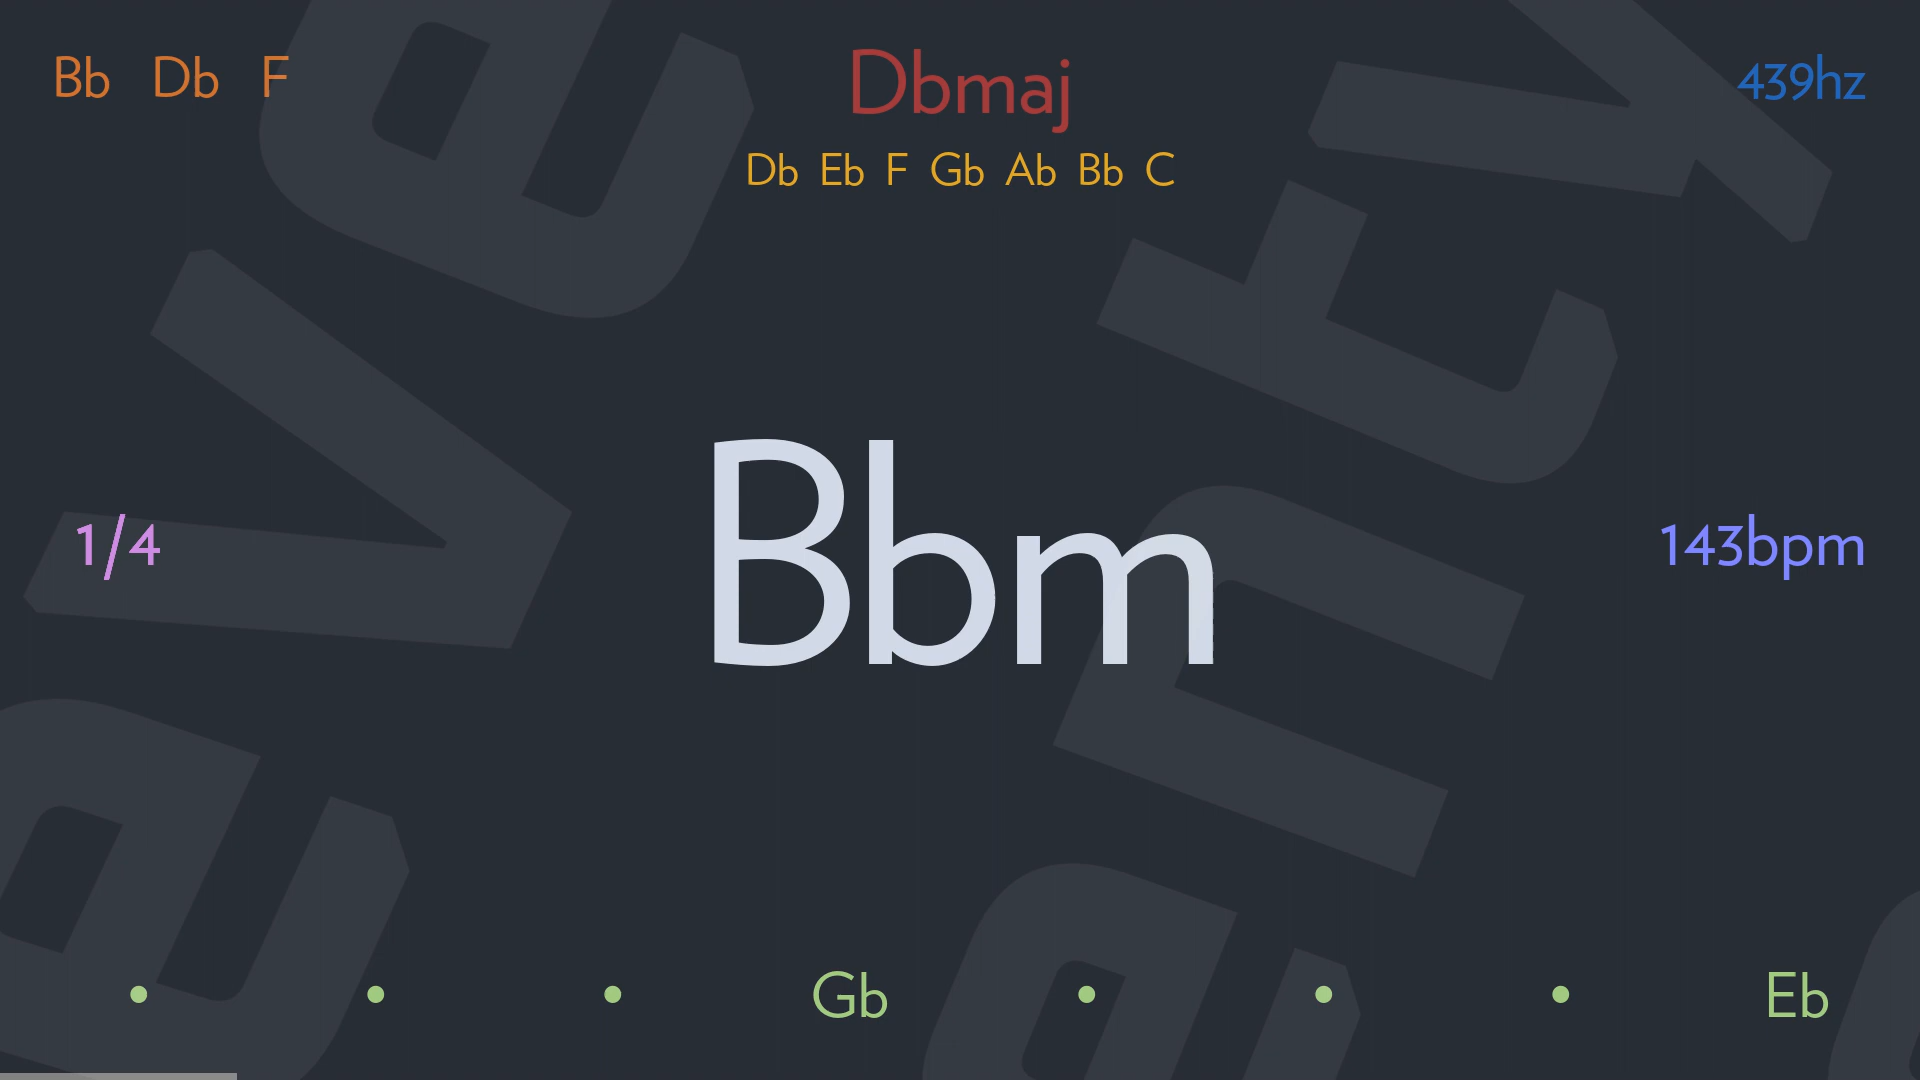 Bb Db F
Dbmaj
439hz
Db Eb F Gb Ab Bb C
1/4
Bbm
143bpm
• • • Gb • • • Eb